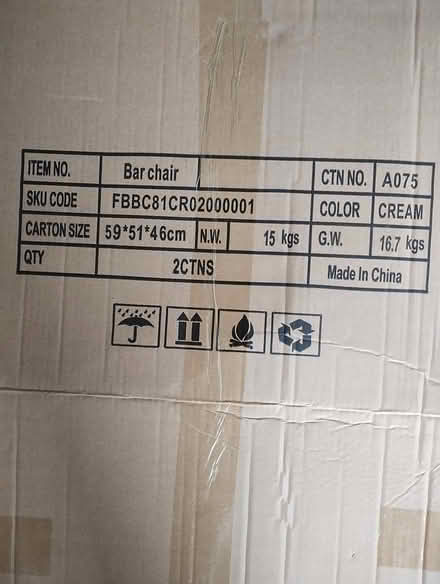 ITEM NO. Bar chair CTN NO. A075
SKU CODE FBBC81CR02000001 COLOR CREAM
CARTON SIZE 59*51*46cm N.W. 15 kgs G.W. 16.7 kgs
QTY 2CTNS Made In China